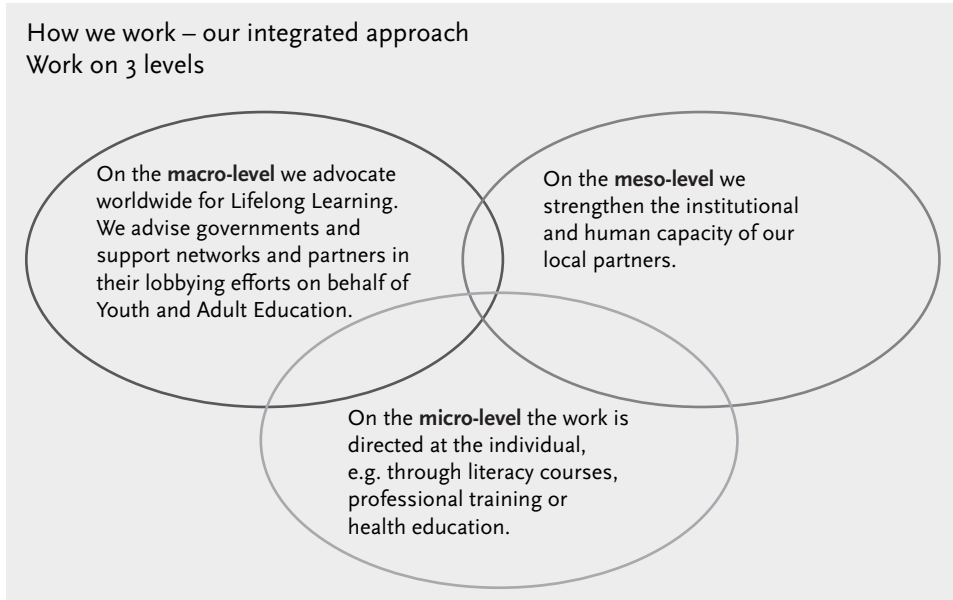 How we work – our integrated approach
Work on 3 levels
On the macro-level we advocate
worldwide for Lifelong Learning.
We advise governments and
support networks and partners in
their lobbying efforts on behalf of
Youth and Adult Education.
On the meso-level we
strengthen the institutional
and human capacity of our
local partners.
On the micro-level the work is
directed at the individual,
e.g. through literacy courses,
professional training or
health education.